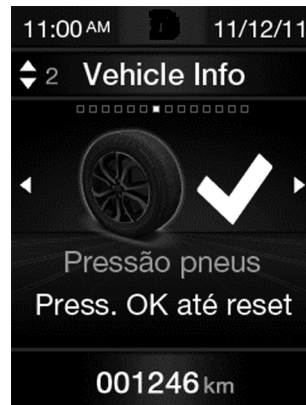 11:00 AM 11/12/11
2 Vehicle Info
Pressão pneus
Press. OK até reset
001246 km